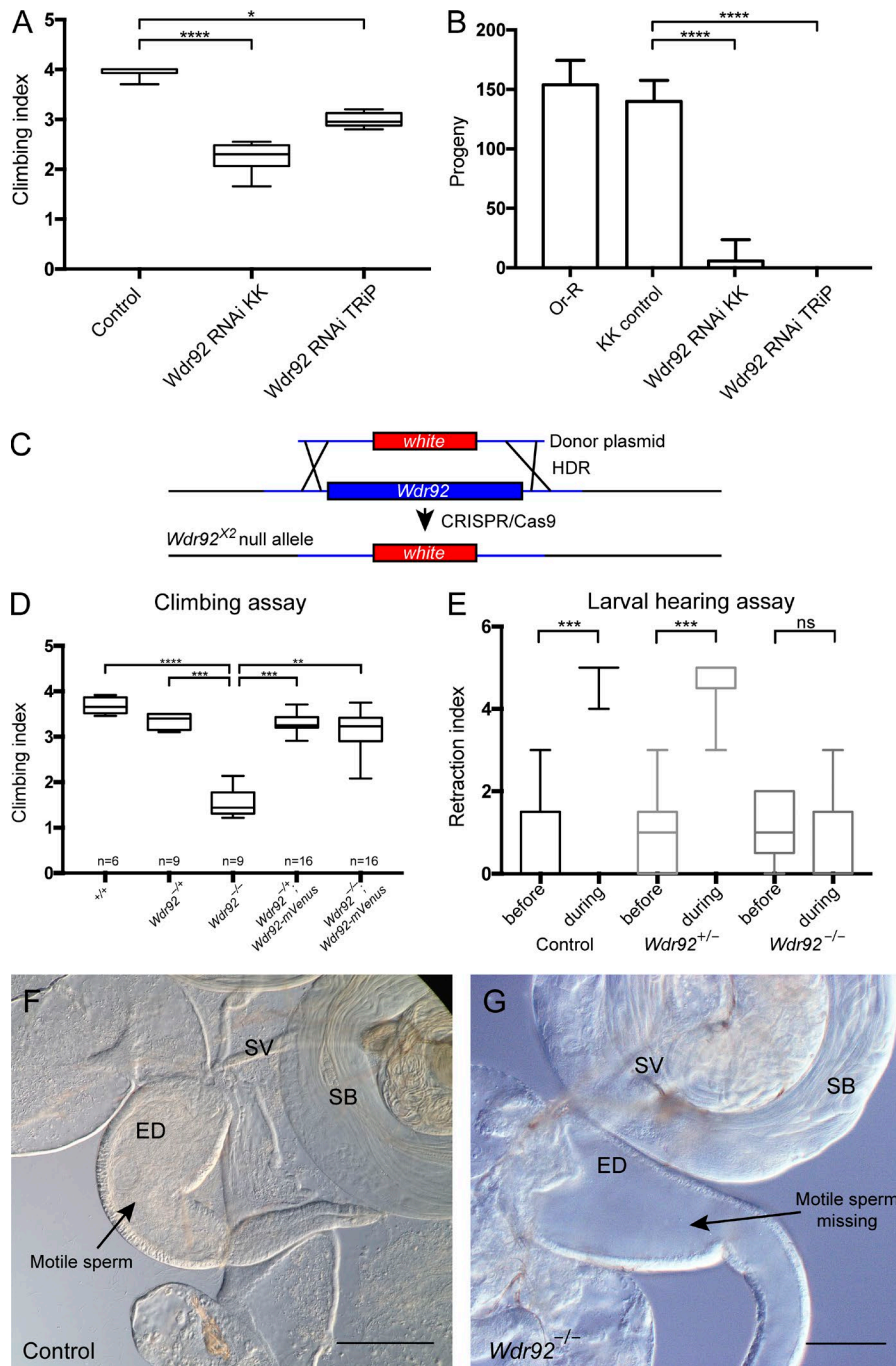 A
Climbing index
5
4
3
2
1
0
*
****
Control
Wdr92 RNAi KK
Wdr92 RNAi TRiP
B
Progeny
200
150
100
50
0
****
****
Or-R
KK control
Wdr92 RNAi KK
Wdr92 RNAi TRiP
C
white
Donor plasmid
HDR
Wdr92
CRISPR/Cas9
Wdr92X2 null allele
white
D
Climbing assay
Climbing index
5
4
3
2
1
0
****
**
***
***
n=6
n=9
n=9
n=16
n=16
+/+
Wdr92−/+
Wdr92−/−
Wdr92−/+;
Wdr92-mVenus
Wdr92−/−;
Wdr92-mVenus
E
Larval hearing assay
Retraction index
6
4
2
0
***
***
ns
before
during
before
during
before
during
Control
Wdr92+/−
Wdr92−/−
F
SV
SB
ED
Motile sperm
Control
G
SV
SB
ED
Motile sperm
missing
Wdr92−/−